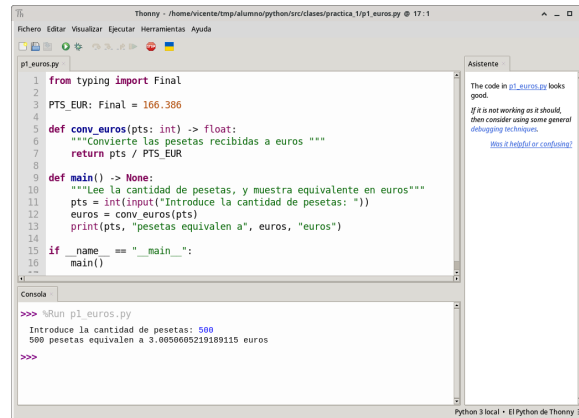 Thonny - /home/vicente/tmp/alumno/python/src/clases/practica_1/p1_euros.py @ 17 : 1
Fichero Editar Visualizar Ejecutar Herramientas Ayuda
p1_euros.py
1 from typing import Final
2
3 PTS_EUR: Final = 166.386
4
5 def conv_euros(pts: int) -> float:
6     """Convierte las pesetas recibidas a euros """
7     return pts / PTS_EUR
8
9 def main() -> None:
10     """Lee la cantidad de pesetas, y muestra equivalente en euros"""
11     pts = int(input("Introduce la cantidad de pesetas: "))
12     euros = conv_euros(pts)
13     print(pts, "pesetas equivalen a", euros, "euros")
14
15 if __name__ == "__main__":
16     main()
Asistente
The code in p1_euros.py looks
good.
If it is not working as it should,
then consider using some general
debugging techniques.
Was it helpful or confusing?
Consola
>>> %Run p1_euros.py
Introduce la cantidad de pesetas: 500
500 pesetas equivalen a 3.0050605219189115 euros
>>>
Python 3 local • El Python de Thonny